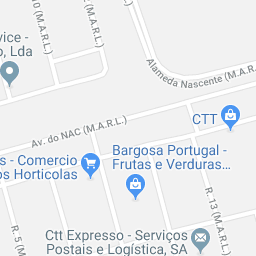 10 (M.A.R.L.)
vice -
o, Lda
Alameda Nascente (M.A.R
CTT
Av. do NAC (M.A.R.L.)
Bargosa Portugal -
Frutas e Verduras...
s - Comercio
os Horticolas
R. 5 (M.
R. 13 (M.A.R.
Ctt Expresso - Serviços
Postais e Logística, SA